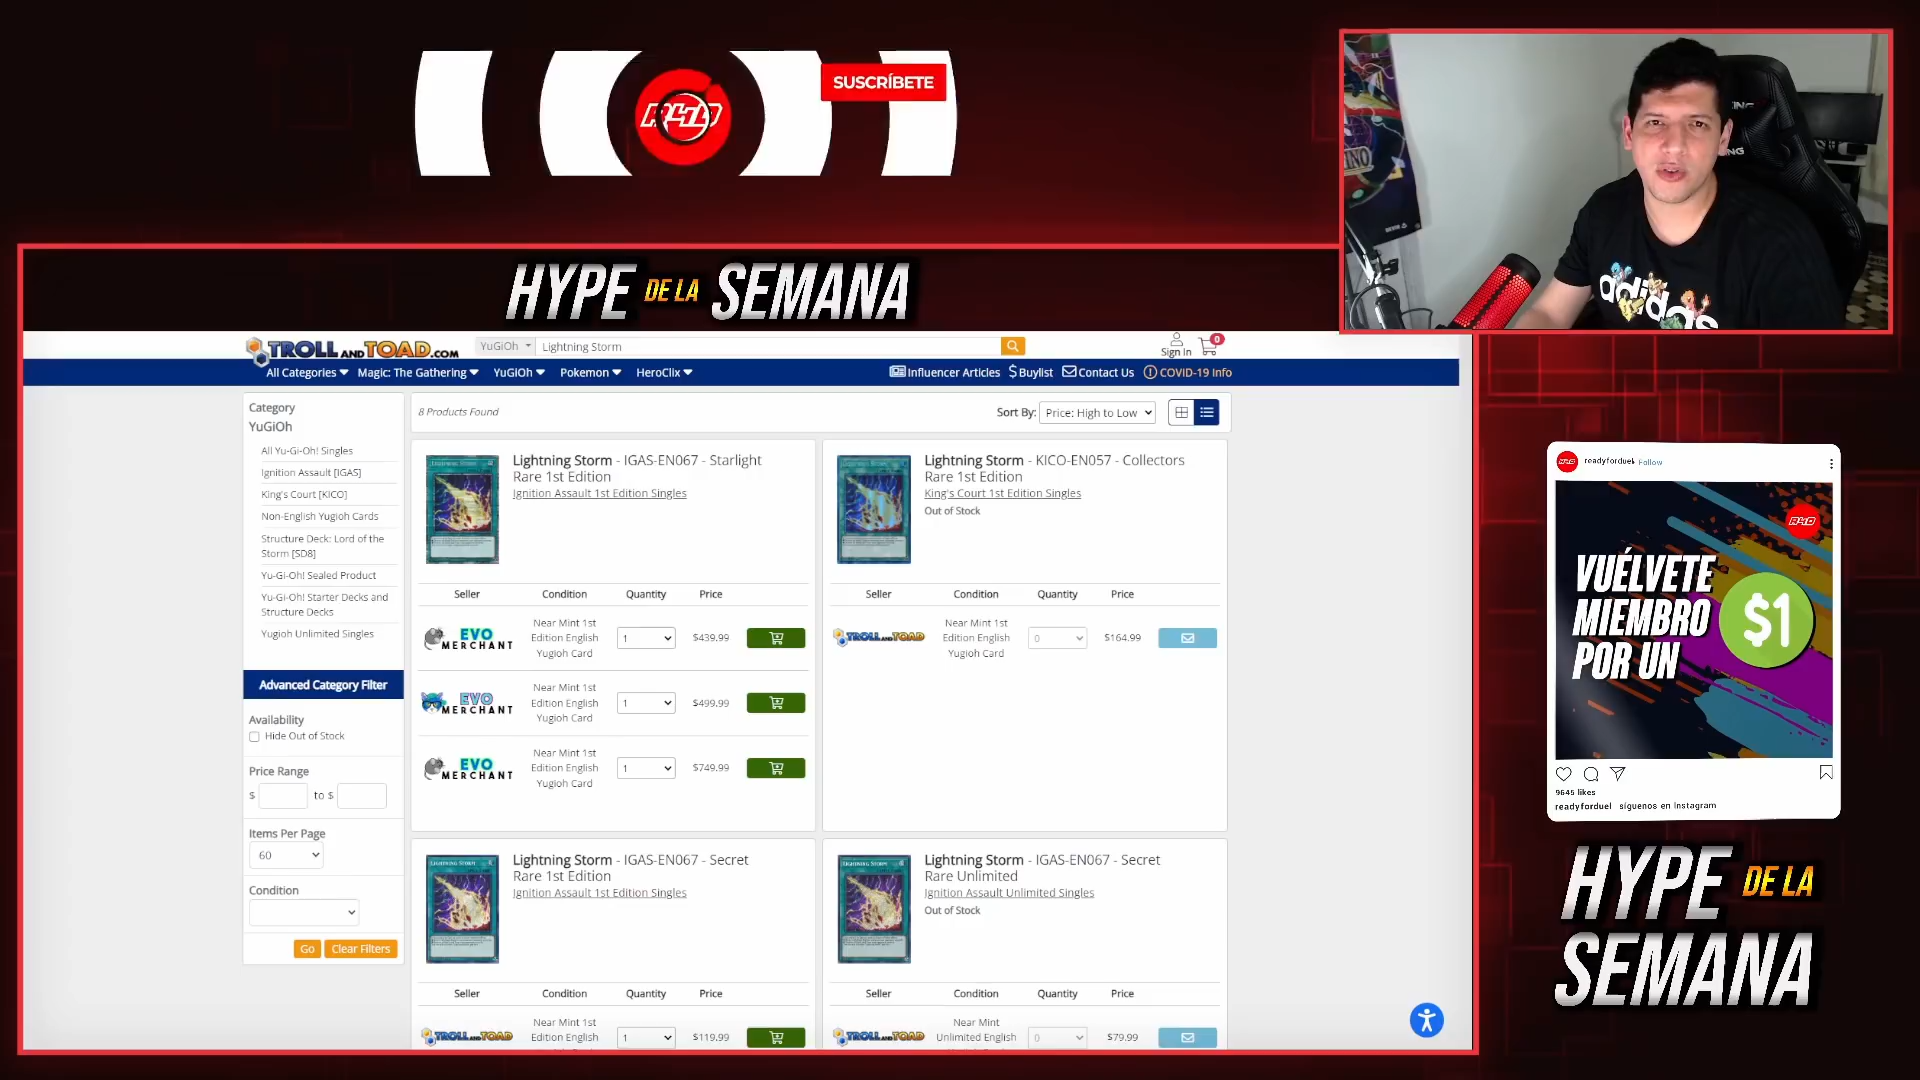 SUSCRÍBETE
R4D
HYPE DE LA SEMANA
TROLL AND TOAD.COM
YuGiOh
Lightning Storm
Sign In
0
All Categories
Magic: The Gathering
YuGiOh
Pokemon
HeroClix
Influencer Articles
$ Buylist
Contact Us
COVID-19 Info
Category
YuGiOh
All Yu-Gi-Oh! Singles
Ignition Assault [IGAS]
King's Court [KICO]
Non-English Yugioh Cards
Structure Deck: Lord of the
Storm [SD8]
Yu-Gi-Oh! Sealed Product
Yu-Gi-Oh! Starter Decks and
Structure Decks
Yugioh Unlimited Singles
Advanced Category Filter
Availability
Hide Out of Stock
Price Range
$ to $
Items Per Page
60
Condition
Go
Clear Filters
8 Products Found
Sort By: Price: High to Low
Lightning Storm - IGAS-EN067 - Starlight
Rare 1st Edition
Ignition Assault 1st Edition Singles
Seller Condition Quantity Price
EVO
MERCHANT
Near Mint 1st
Edition English
Yugioh Card
1
$439.99
EVO
MERCHANT
Near Mint 1st
Edition English
Yugioh Card
1
$499.99
EVO
MERCHANT
Near Mint 1st
Edition English
Yugioh Card
1
$749.99
Lightning Storm - KICO-EN057 - Collectors
Rare 1st Edition
King's Court 1st Edition Singles
Out of Stock
Seller Condition Quantity Price
TROLL AND TOAD
Near Mint 1st
Edition English
Yugioh Card
0
$164.99
Lightning Storm - IGAS-EN067 - Secret
Rare 1st Edition
Ignition Assault 1st Edition Singles
Seller Condition Quantity Price
TROLL AND TOAD
Near Mint 1st
Edition English
1
$119.99
Lightning Storm - IGAS-EN067 - Secret
Rare Unlimited
Ignition Assault Unlimited Singles
Out of Stock
Seller Condition Quantity Price
TROLL AND TOAD
Near Mint
Unlimited English
0
$79.99
adidas
readyforduel Follow
R4D
VUÉLVETE
MIEMBRO
POR UN
$1
9645 likes
readyforduel síguenos en Instagram
HYPE DE LA
SEMANA